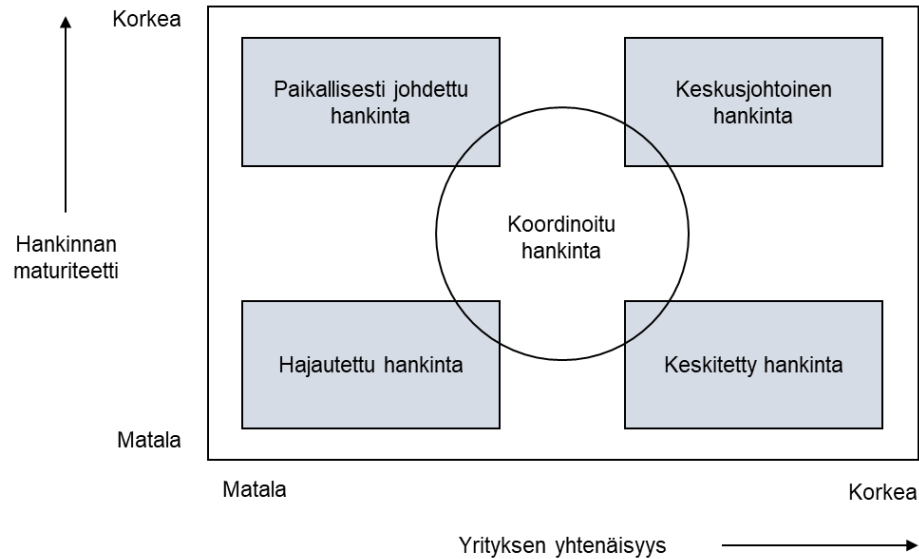 Korkea
Paikallisesti johdettu
hankinta
Keskusjohtoinen
hankinta
Hankinnan
maturiteetti
Koordinoitu
hankinta
Hajautettu hankinta
Keskitetty hankinta
Matala
Matala
Korkea
Yrityksen yhtenäisyys